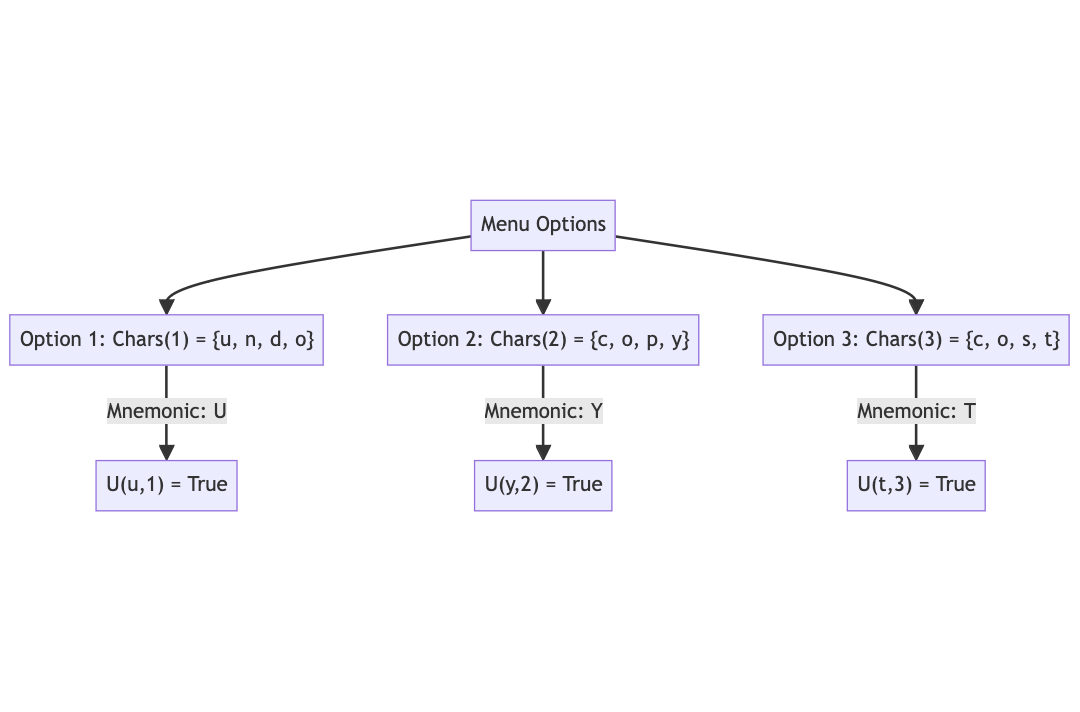 Menu Options
Option 1: Chars(1) = {u, n, d, o}
Option 2: Chars(2) = {c, o, p, y}
Option 3: Chars(3) = {c, o, s, t}
Mnemonic: U
Mnemonic: Y
Mnemonic: T
U(u,1) = True
U(y,2) = True
U(t,3) = True